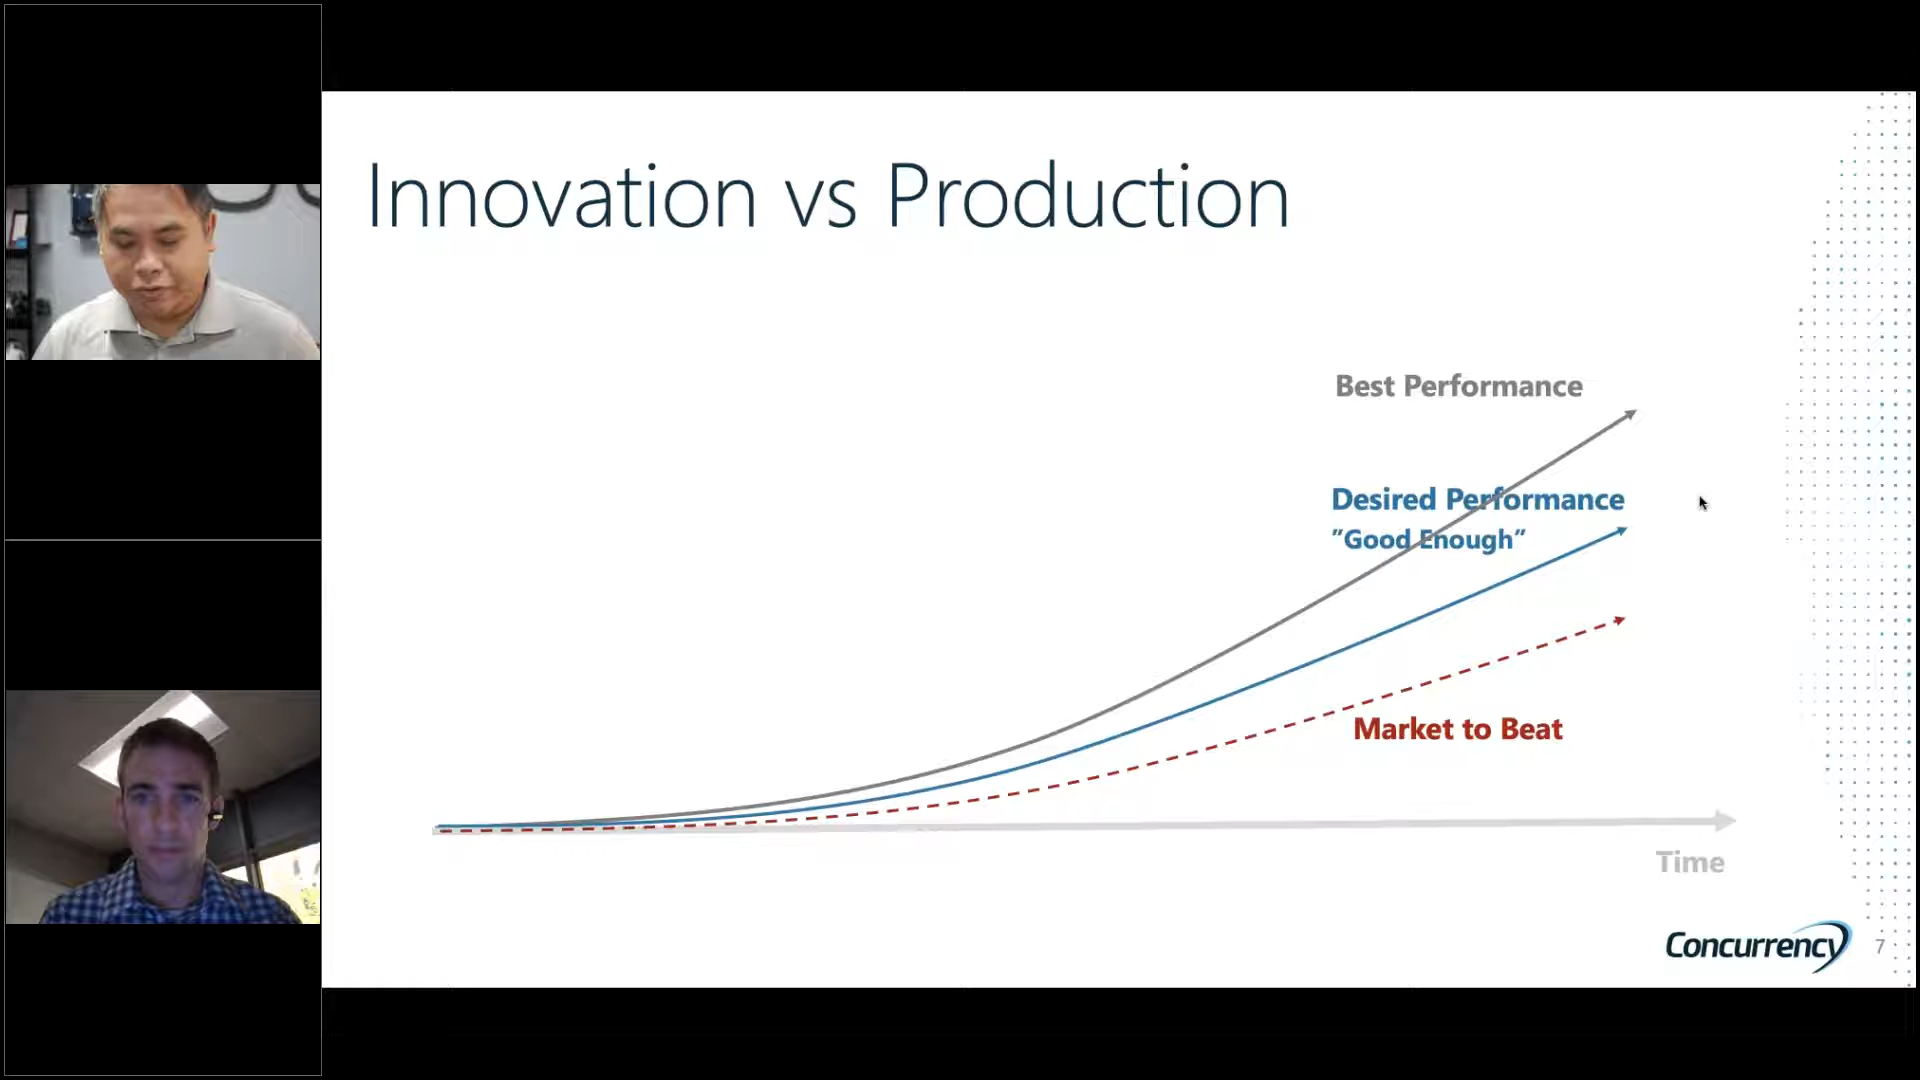 Innovation vs Production
Best Performance
Desired Performance
”Good Enough”
Market to Beat
Time
Concurrency
7